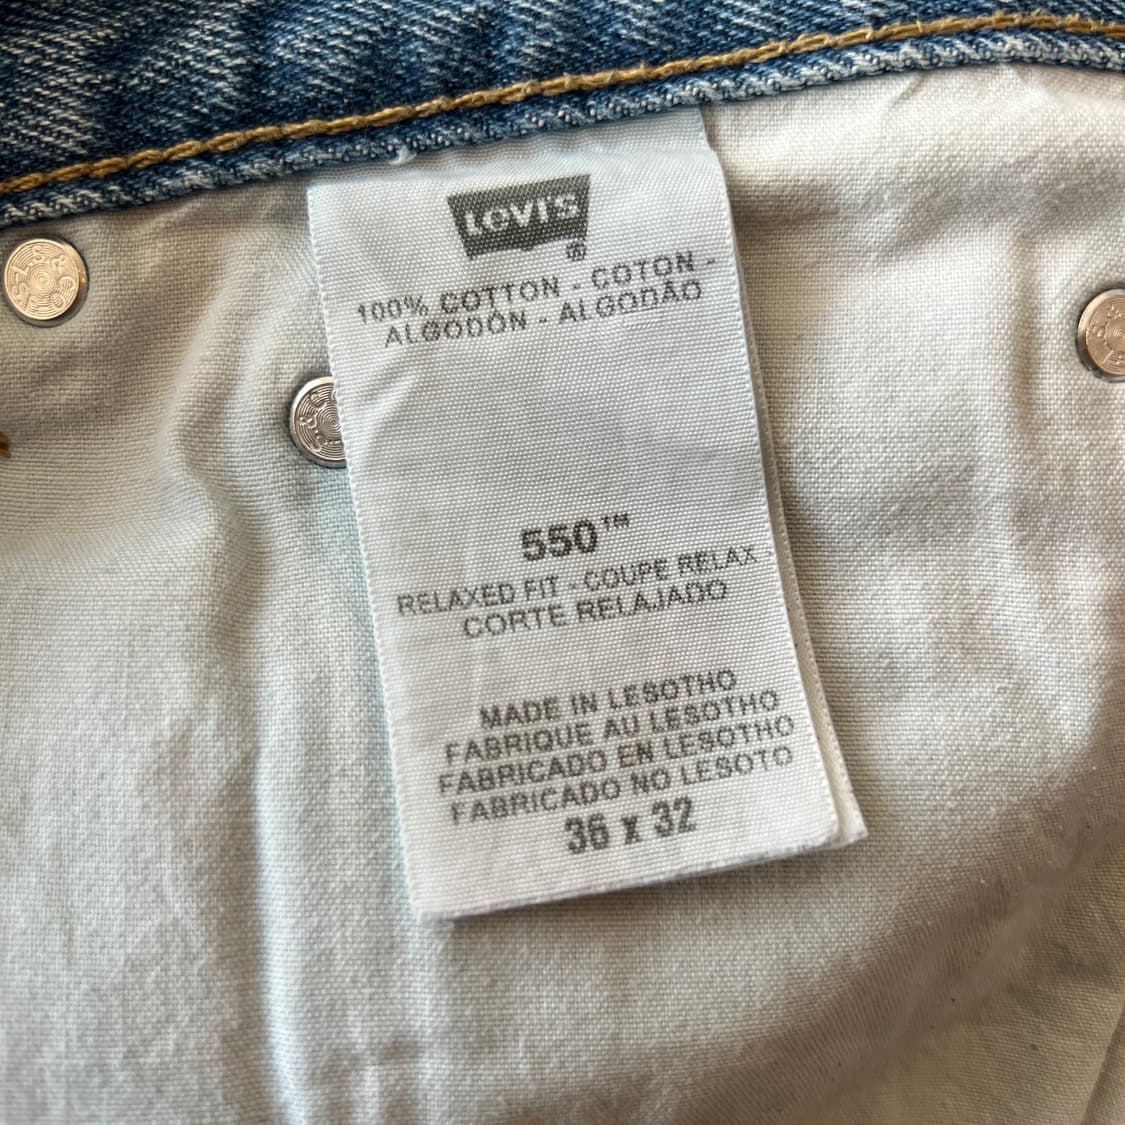 Levi's®
100% COTTON - COTON -
ALGODÓN - ALGODÃO
550™
RELAXED FIT - COUPE RELAX -
CORTE RELAJADO
MADE IN LESOTHO
FABRIQUE AU LESOTHO
FABRICADO EN LESOTHO
FABRICADO NO LESOTO
36 x 32